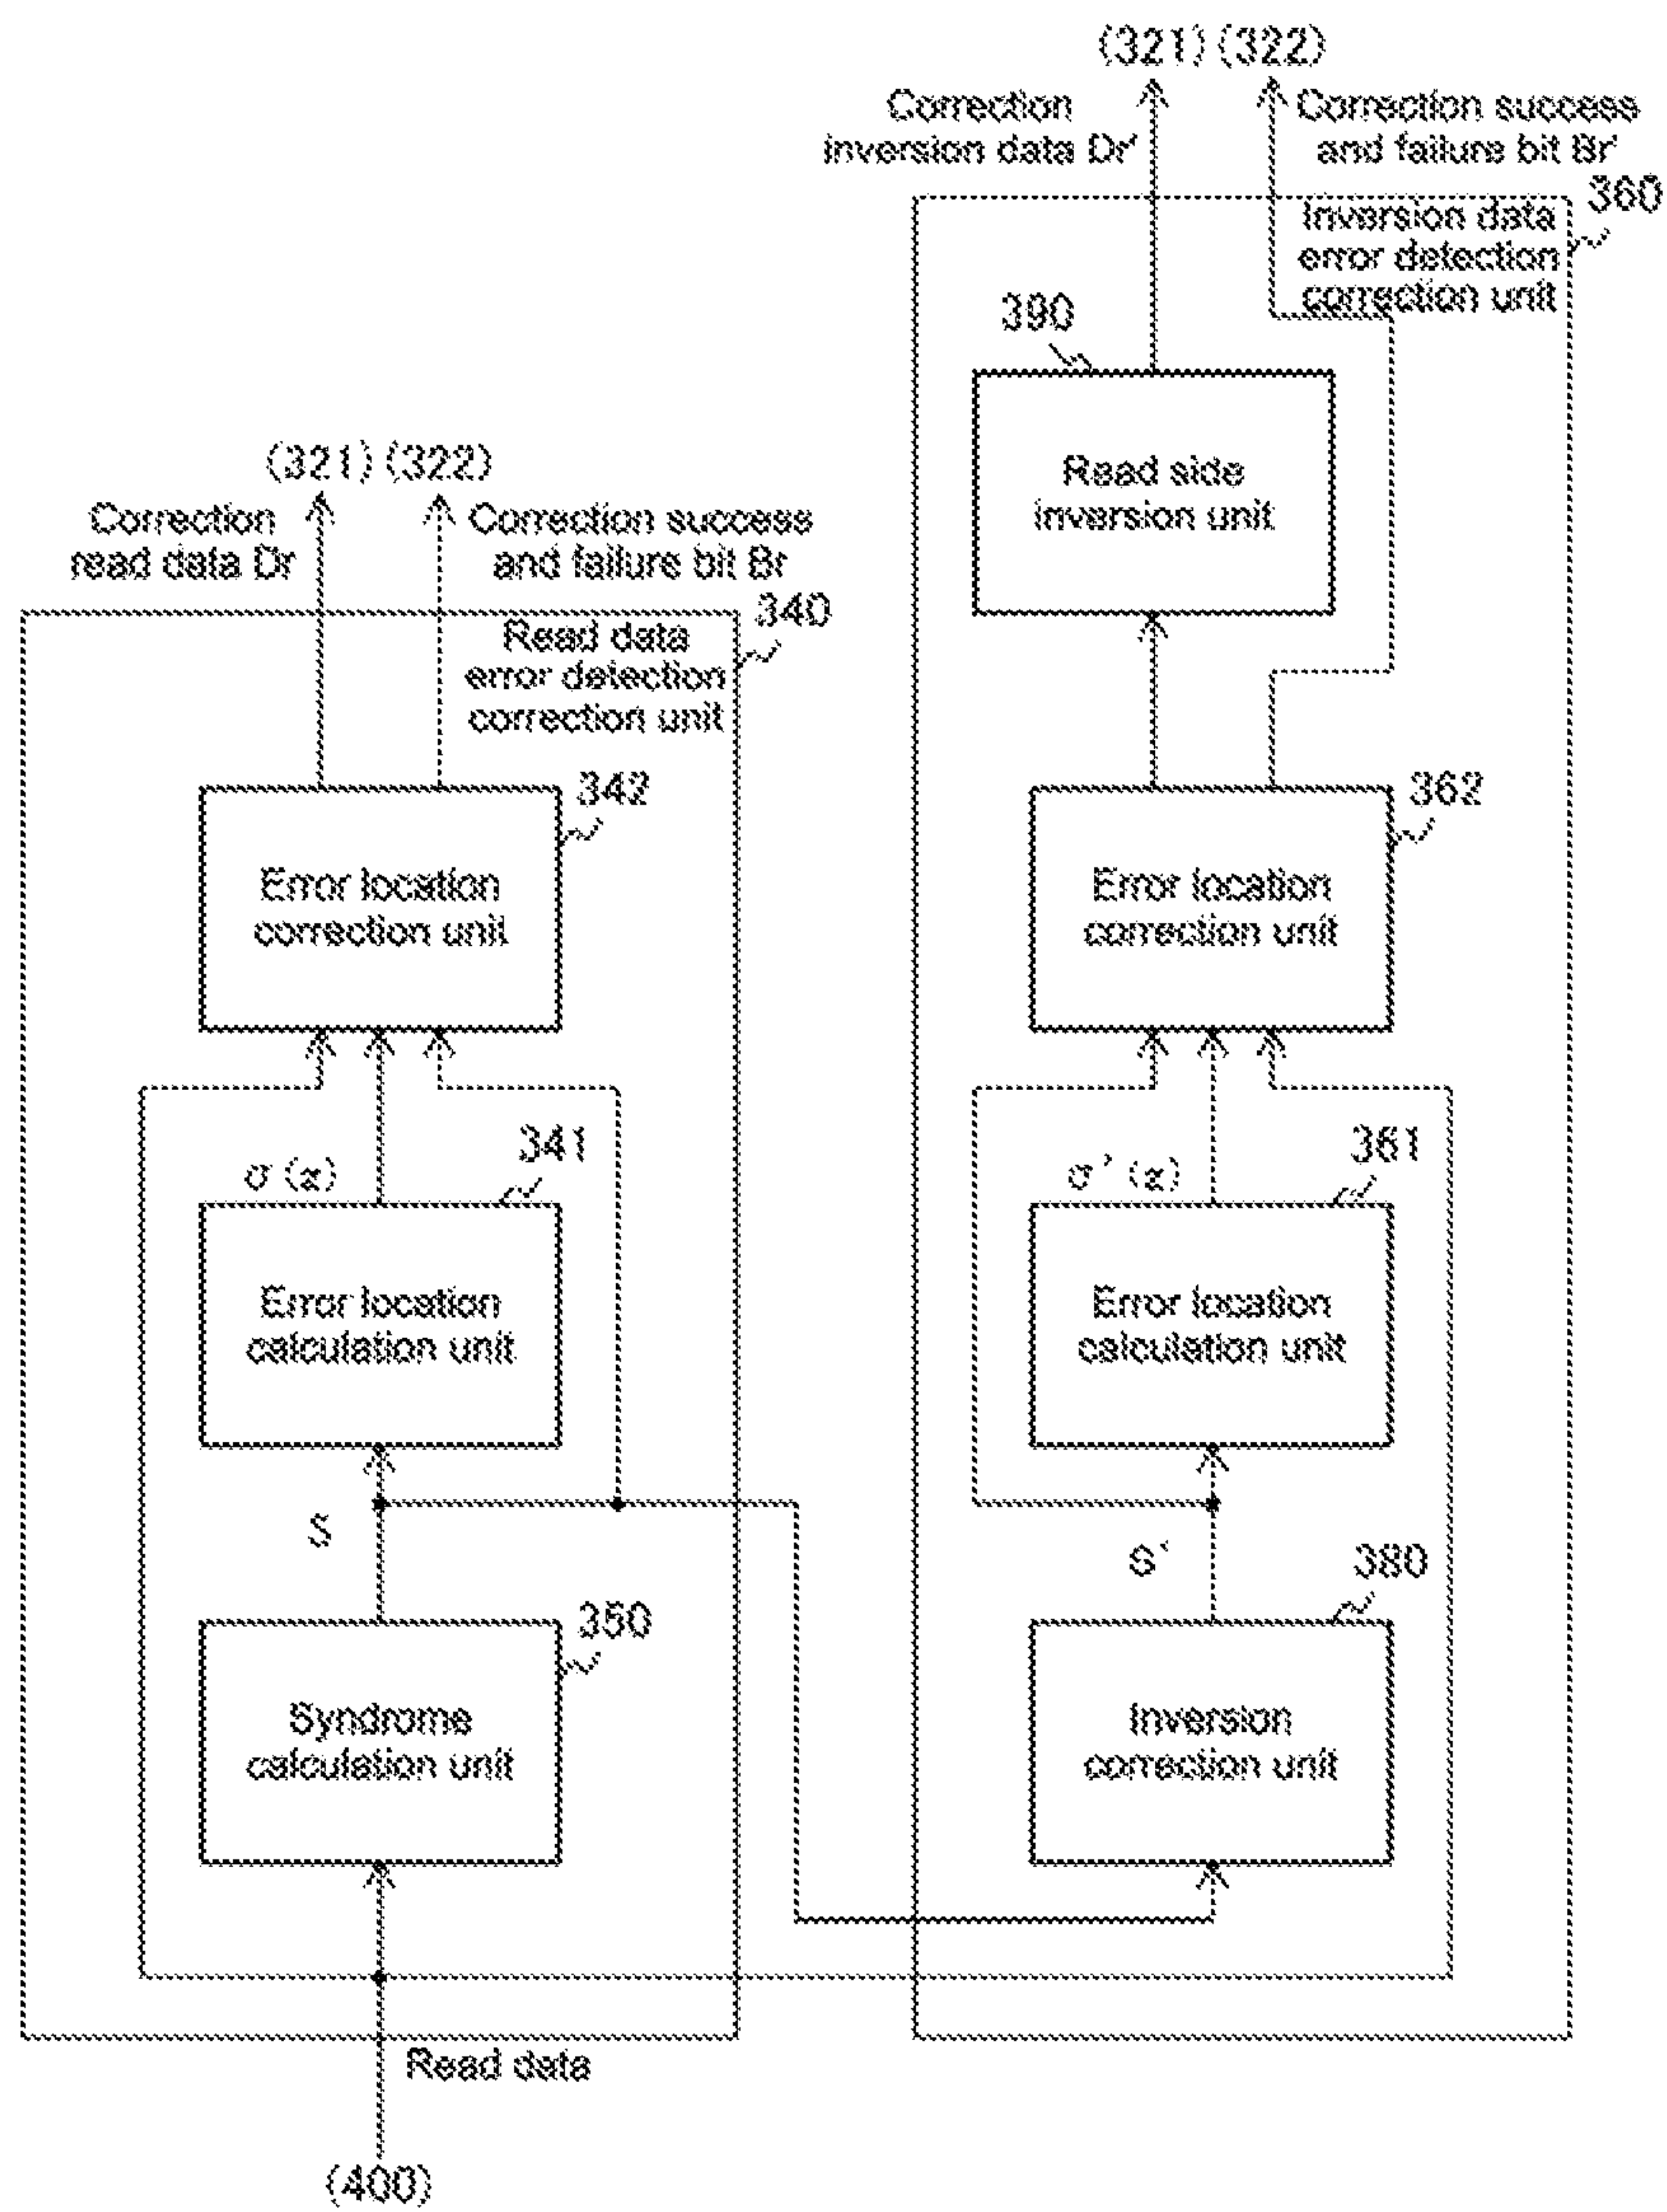 (321) (322)
Correction
inversion data Dr'
Correction success
and failure bit Br'
360
Inversion data
error detection
correction unit
390
Read side
inversion unit
(321) (322)
Correction
read data Dr
Correction success
and failure bit Br
340
Read data
error detection
correction unit
342
Error location
correction unit
362
Error location
correction unit
σ (x)
341
Error location
calculation unit
σ' (x)
361
Error location
calculation unit
S
350
Syndrome
calculation unit
S'
380
Inversion
correction unit
Read data
(400)